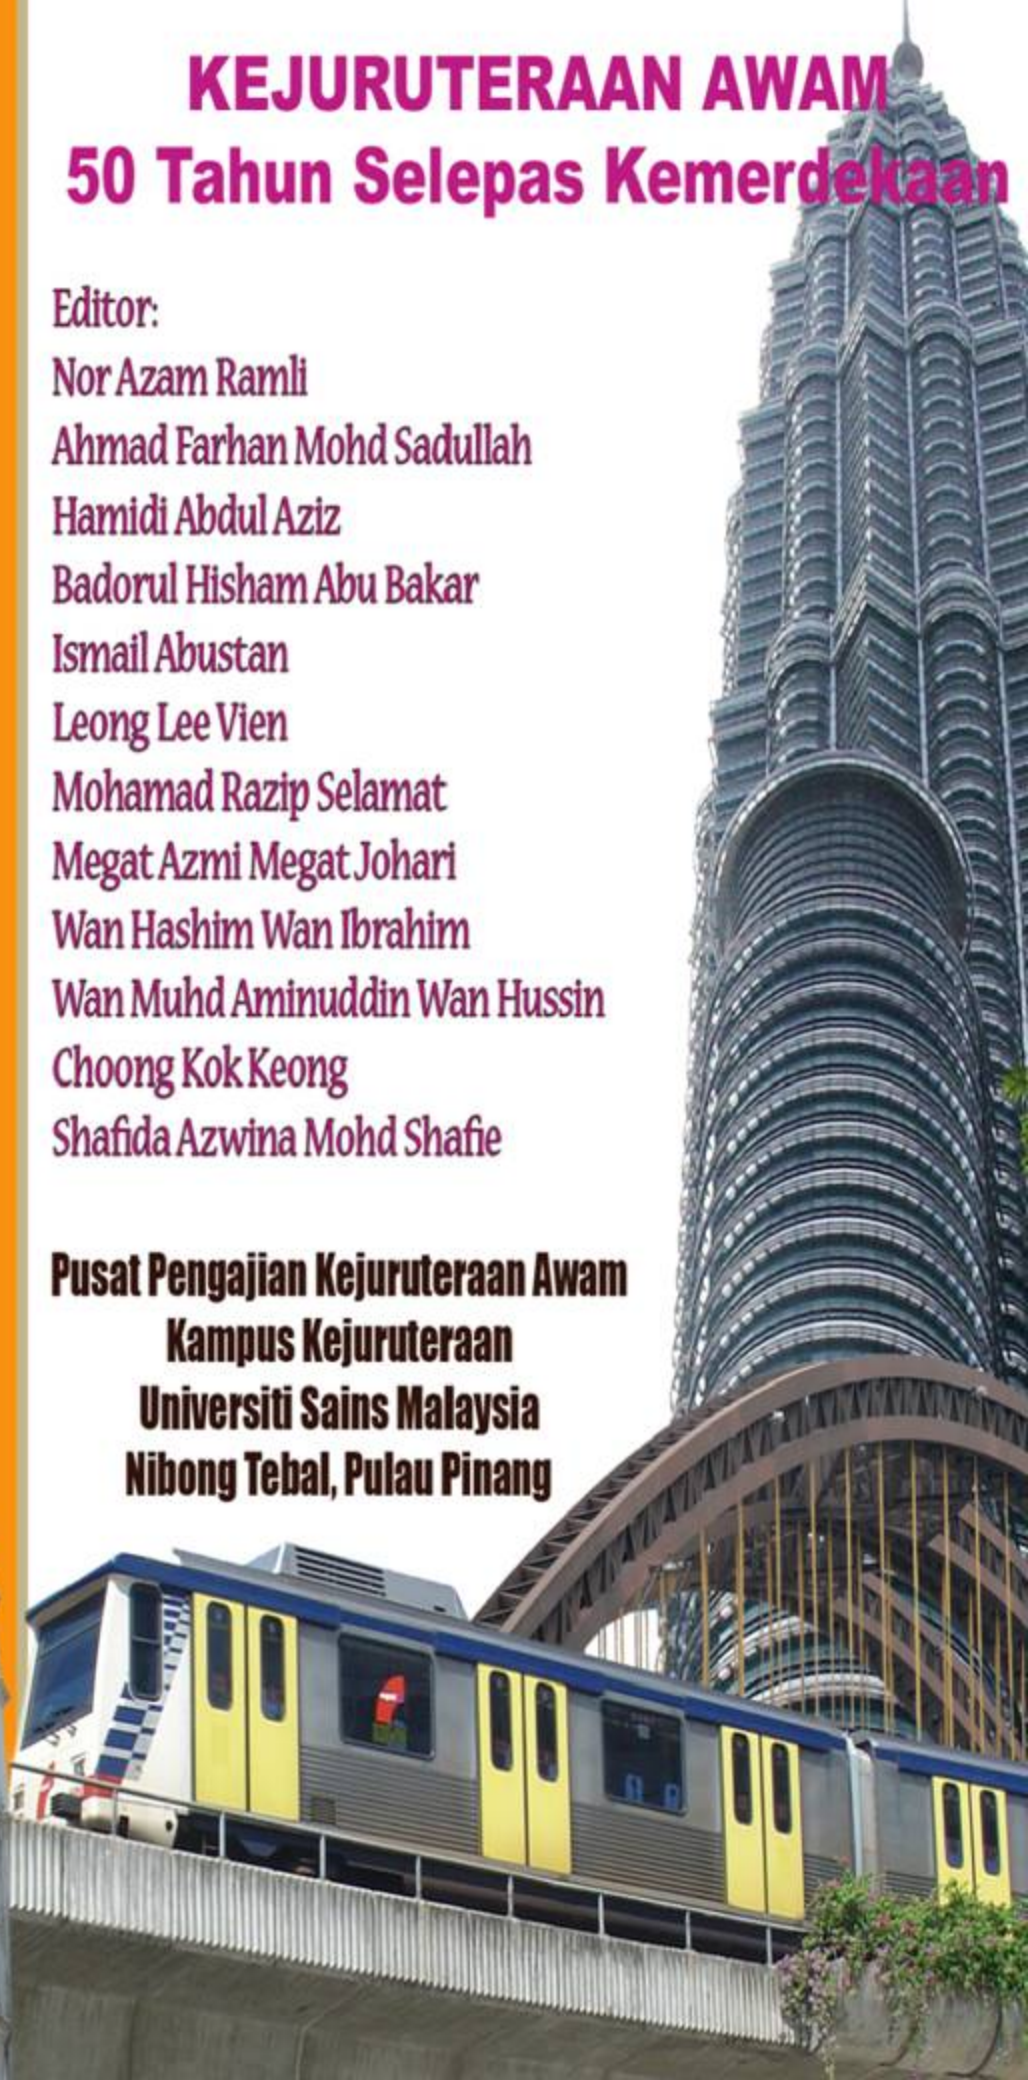 KEJURUTERAAN AWAM
50 Tahun Selepas Kemerdekaan
Editor:
Nor Azam Ramli
Ahmad Farhan Mohd Sadullah
Hamidi Abdul Aziz
Badorul Hisham Abu Bakar
Ismail Abustan
Leong Lee Vien
Mohamad Razip Selamat
Megat Azmi Megat Johari
Wan Hashim Wan Ibrahim
Wan Muhd Aminuddin Wan Hussin
Choong Kok Keong
Shafida Azwina Mohd Shafie
Pusat Pengajian Kejuruteraan Awam
Kampus Kejuruteraan
Universiti Sains Malaysia
Nibong Tebal, Pulau Pinang